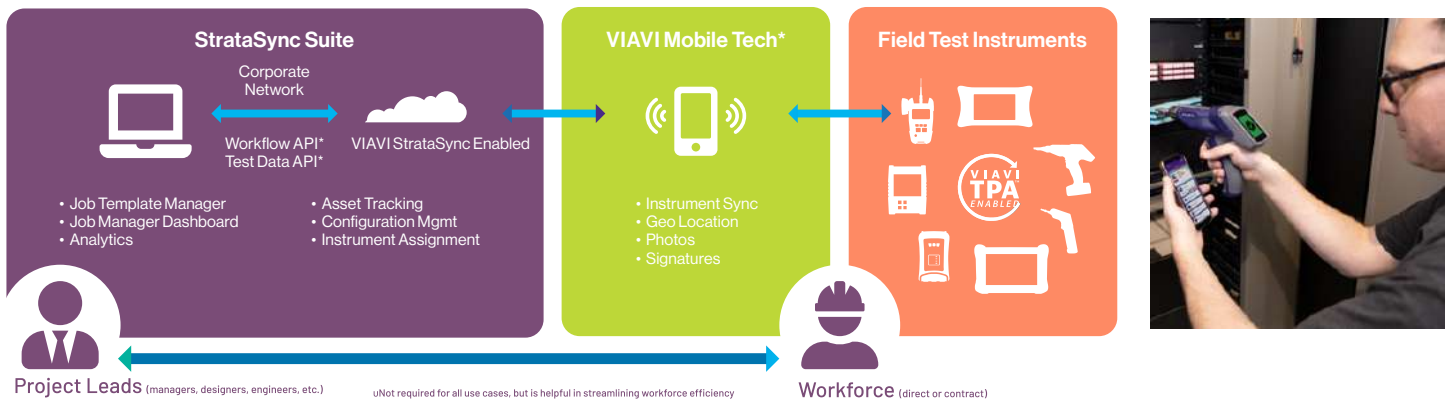 StrataSync Suite
Corporate
Network
Workflow API*
Test Data API*
VIAVI StrataSync Enabled
• Job Template Manager
• Job Manager Dashboard
• Analytics
• Asset Tracking
• Configuration Mgmt
• Instrument Assignment
VIAVI Mobile Tech*
• Instrument Sync
• Geo Location
• Photos
• Signatures
Field Test Instruments
VIAVI
TPA
ENABLED
Project Leads (managers, designers, engineers, etc.)
υNot required for all use cases, but is helpful in streamlining workforce efficiency
Workforce (direct or contract)